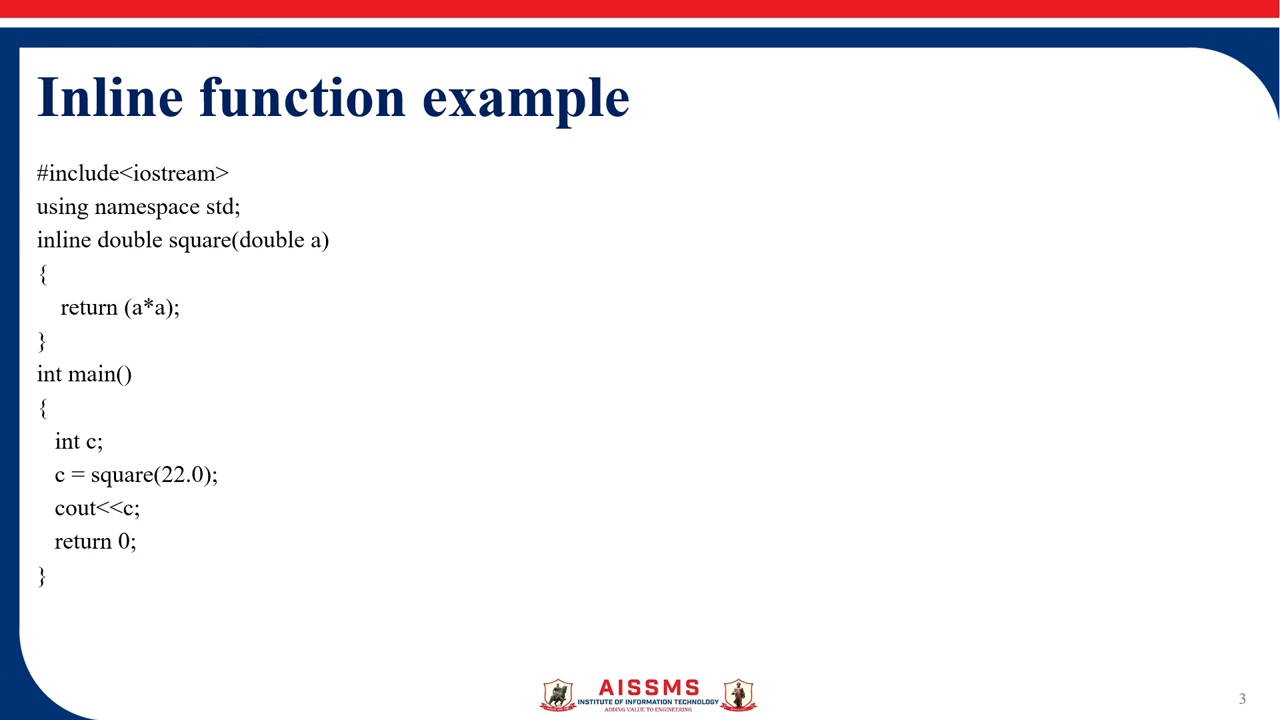 Inline function example
#include<iostream>
using namespace std;
inline double square(double a)
{
return (a*a);
}
int main()
{
int c;
c = square(22.0);
cout<<c;
return 0;
}
AISSMS
INSTITUTE OF INFORMATION TECHNOLOGY
ADDING VALUE TO ENGINEERING
3